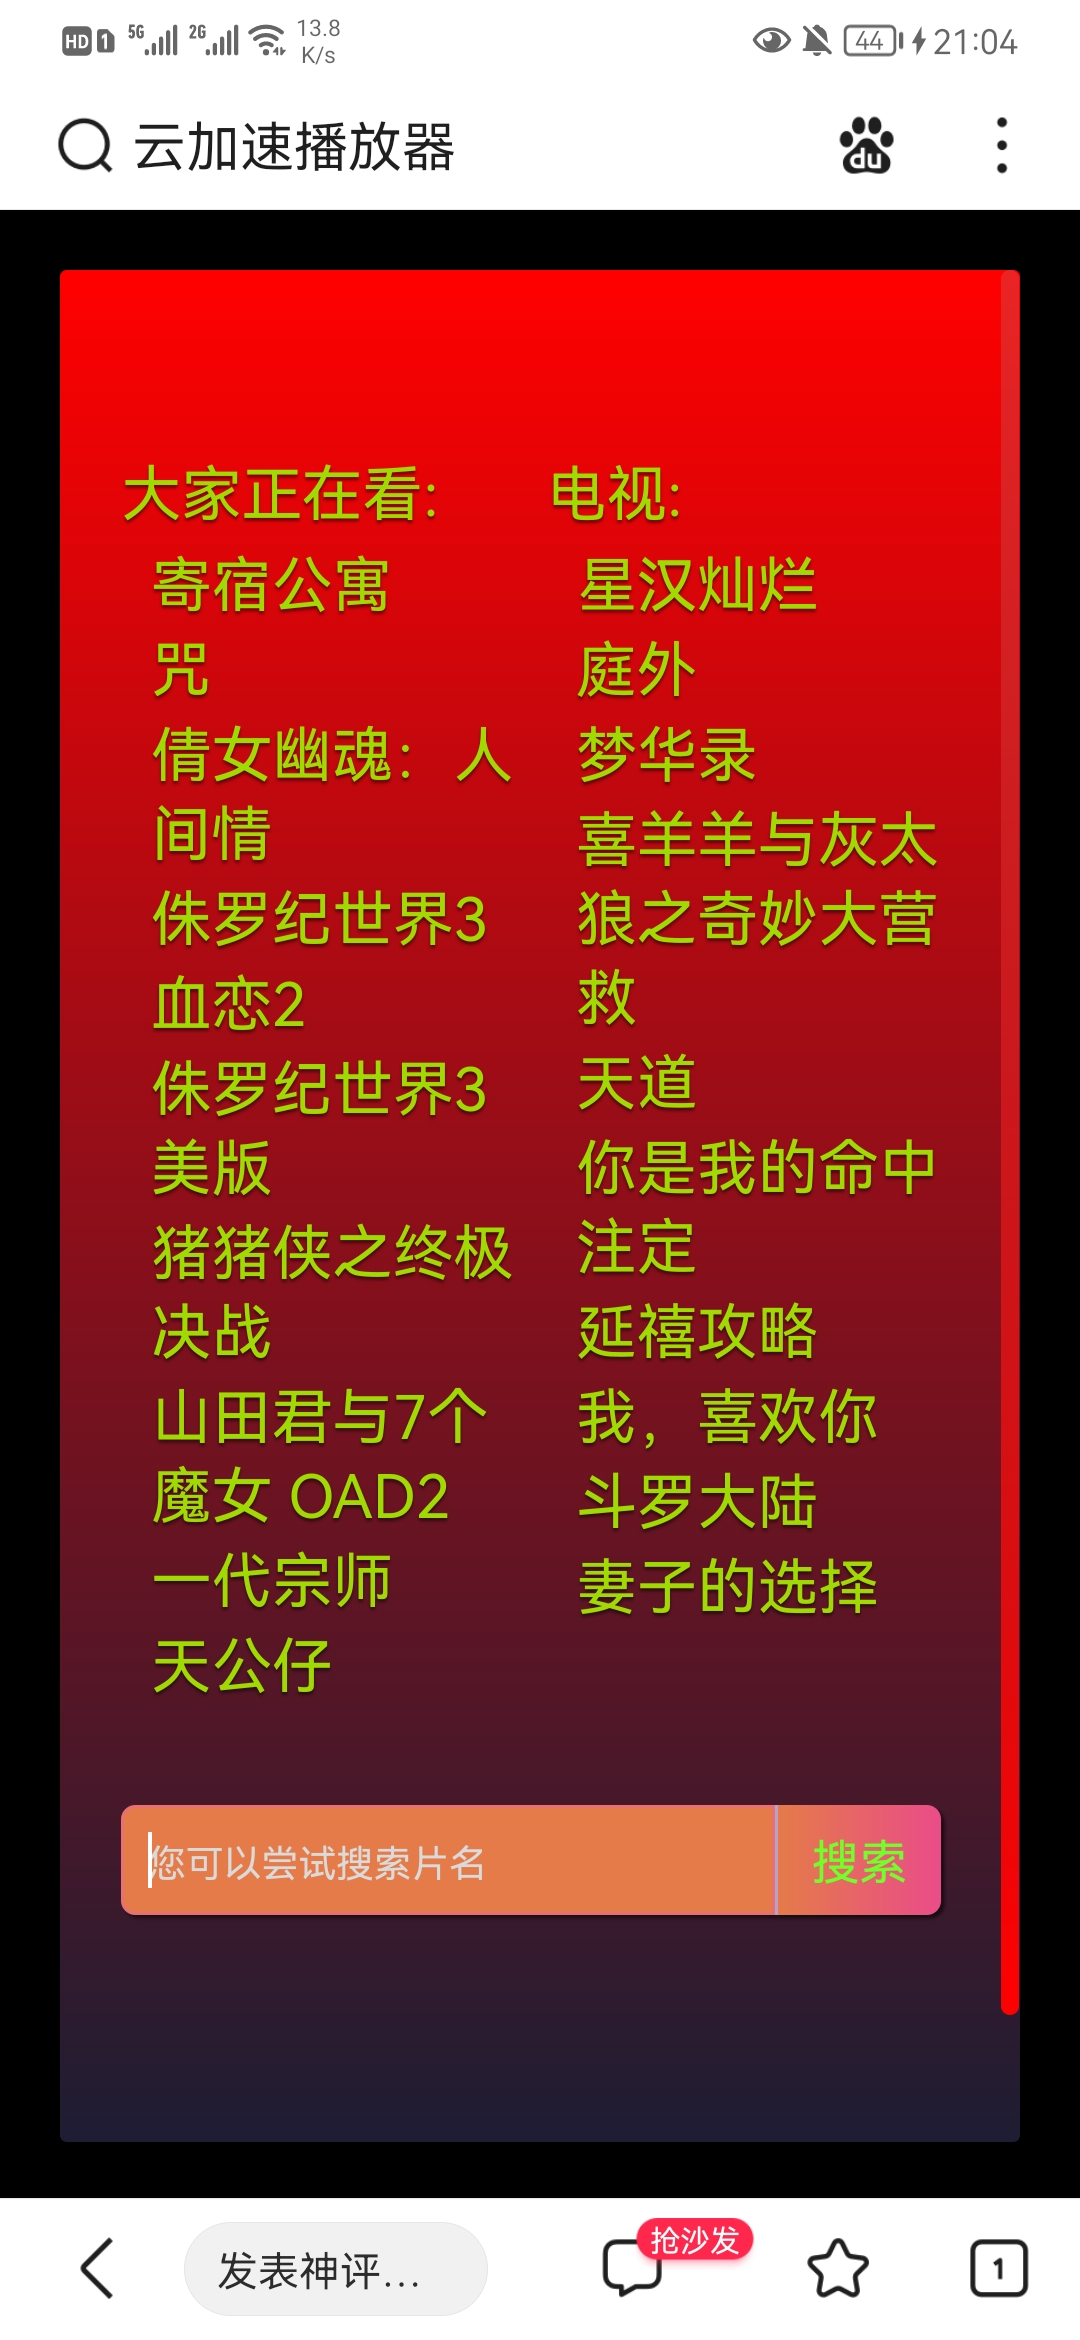 HD 1 5G 2G 13.8 K/s 44 21:04
云加速播放器
du
大家正在看:
寄宿公寓
咒
倩女幽魂：人
间情
侏罗纪世界3
血恋2
侏罗纪世界3
美版
猪猪侠之终极
决战
山田君与7个
魔女 OAD2
一代宗师
天公仔
电视:
星汉灿烂
庭外
梦华录
喜羊羊与灰太
狼之奇妙大营
救
天道
你是我的命中
注定
延禧攻略
我，喜欢你
斗罗大陆
妻子的选择
您可以尝试搜索片名
搜索
发表神评...
抢沙发
1